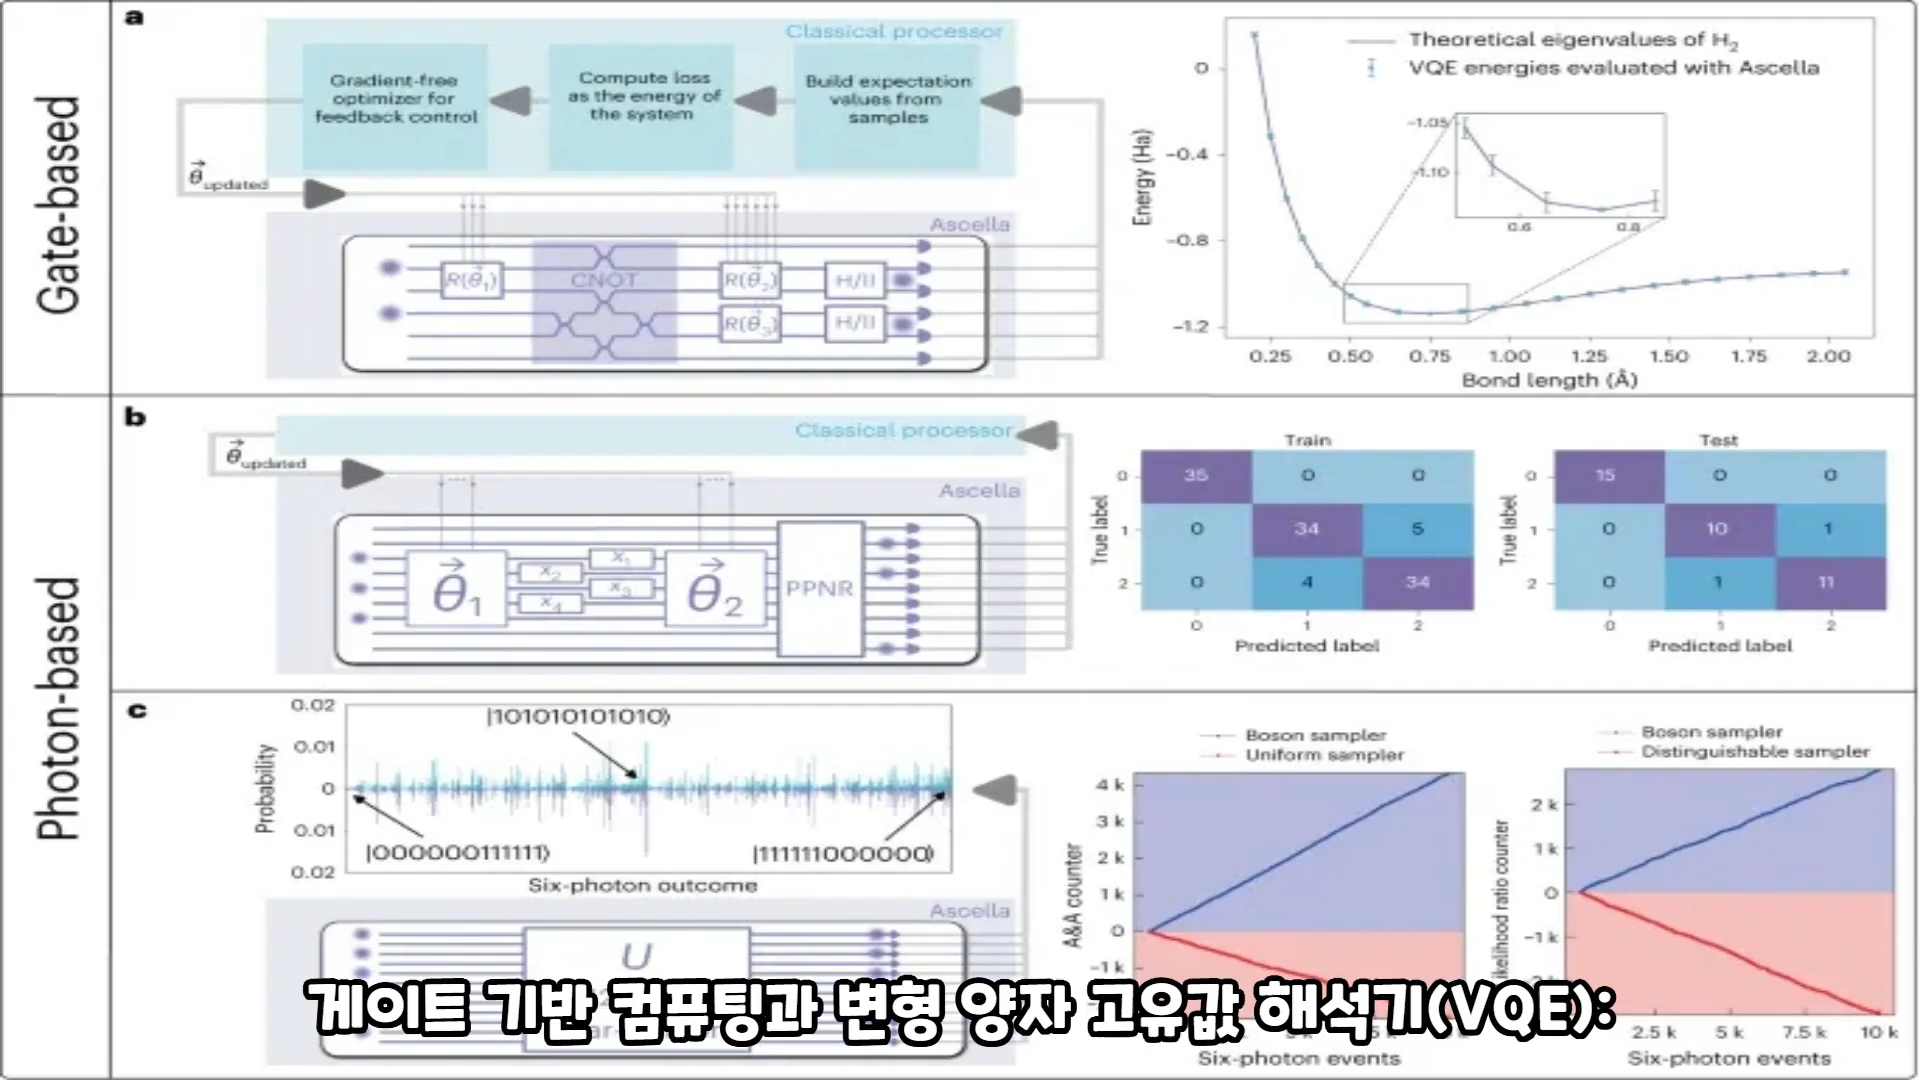 Gate-based
a
Classical processor
Gradient-free
optimizer for
feedback control
Compute loss
as the energy of
the system
Build expectation
values from
samples
θ updated
Ascella
R(θ₁)
CNOT
R(θ₂)
H/II
R(θ₃)
H/II
Theoretical eigenvalues of H₂
VQE energies evaluated with Ascella
Energy (Ha)
0
−0.4
−0.8
−1.2
−1.05
−1.10
0.6
0.8
0.25
0.50
0.75
1.00
1.25
1.50
1.75
2.00
Bond length (Å)
Photon-based
b
Classical processor
θ updated
Ascella
θ₁
x₁
x₂
x₃
x₄
θ₂
PPNR
Train
True label
0
35 0 0
1
0 34 5
2
0 4 34
0 1 2
Predicted label
Test
True label
0
15 0 0
1
0 10 1
2
0 1 11
0 1 2
Predicted label
c
Probability
0.02
0.01
0
0.01
0.02
|101010101010⟩
|000000111111⟩
|111111000000⟩
Six-photon outcome
Ascella
U
Boson sampler
Uniform sampler
A&A counter
4 k
3 k
2 k
1 k
0
−1 k
Six-photon events
Boson sampler
Distinguishable sampler
ratio counter
2 k
1 k
0
−1 k
2.5 k
5 k
7.5 k
10 k
Six-photon events
게이트 기반 컴퓨팅과 변형 양자 고유값 해석기(VQE):